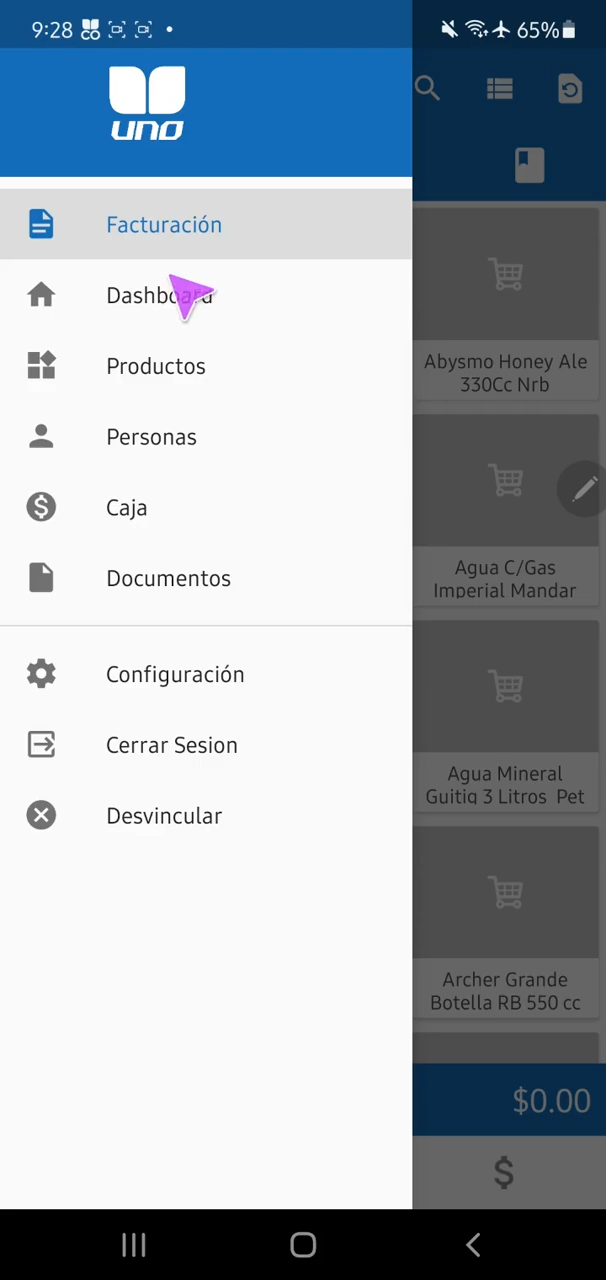 9:28
65%
uno
Facturación
Dashboard
Productos
Personas
Caja
Documentos
Configuración
Cerrar Sesion
Desvincular
Abysmo Honey Ale
330Cc Nrb
Agua C/Gas
Imperial Mandar
Agua Mineral
Guitig 3 Litros Pet
Archer Grande
Botella RB 550 cc
$0.00